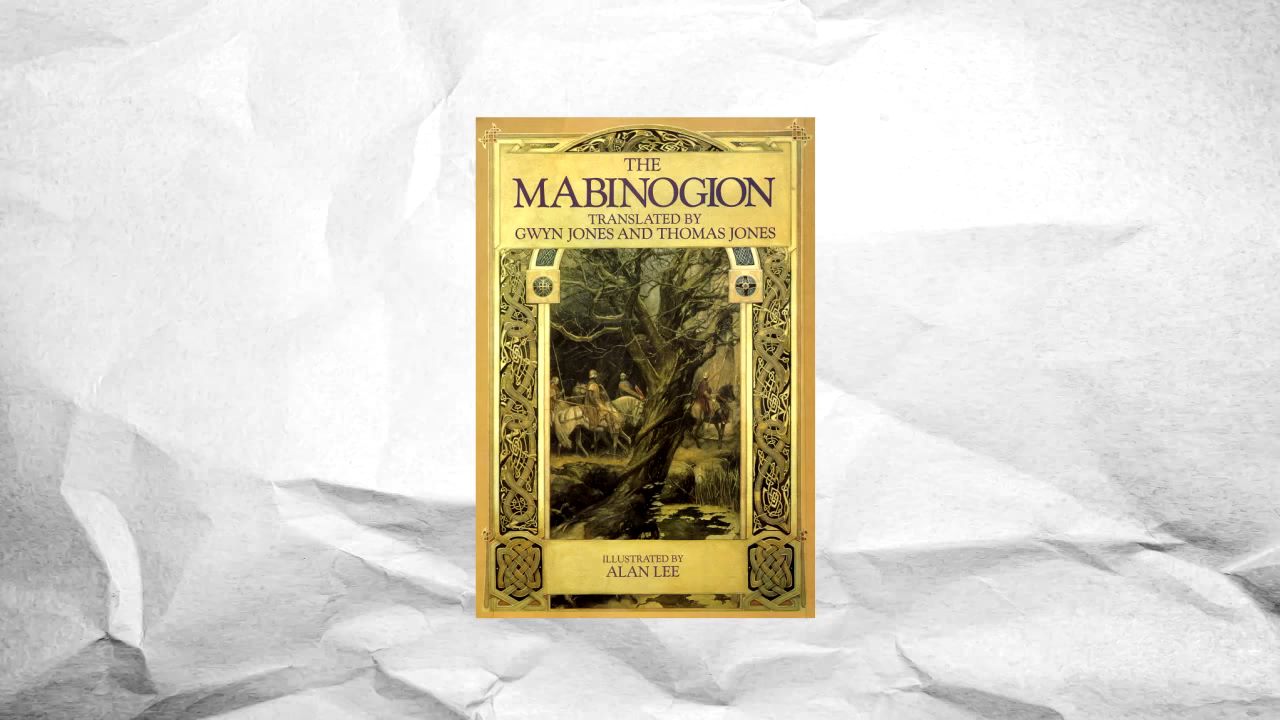 THE
MABINOGION
TRANSLATED BY
GWYN JONES AND THOMAS JONES
ILLUSTRATED BY
ALAN LEE